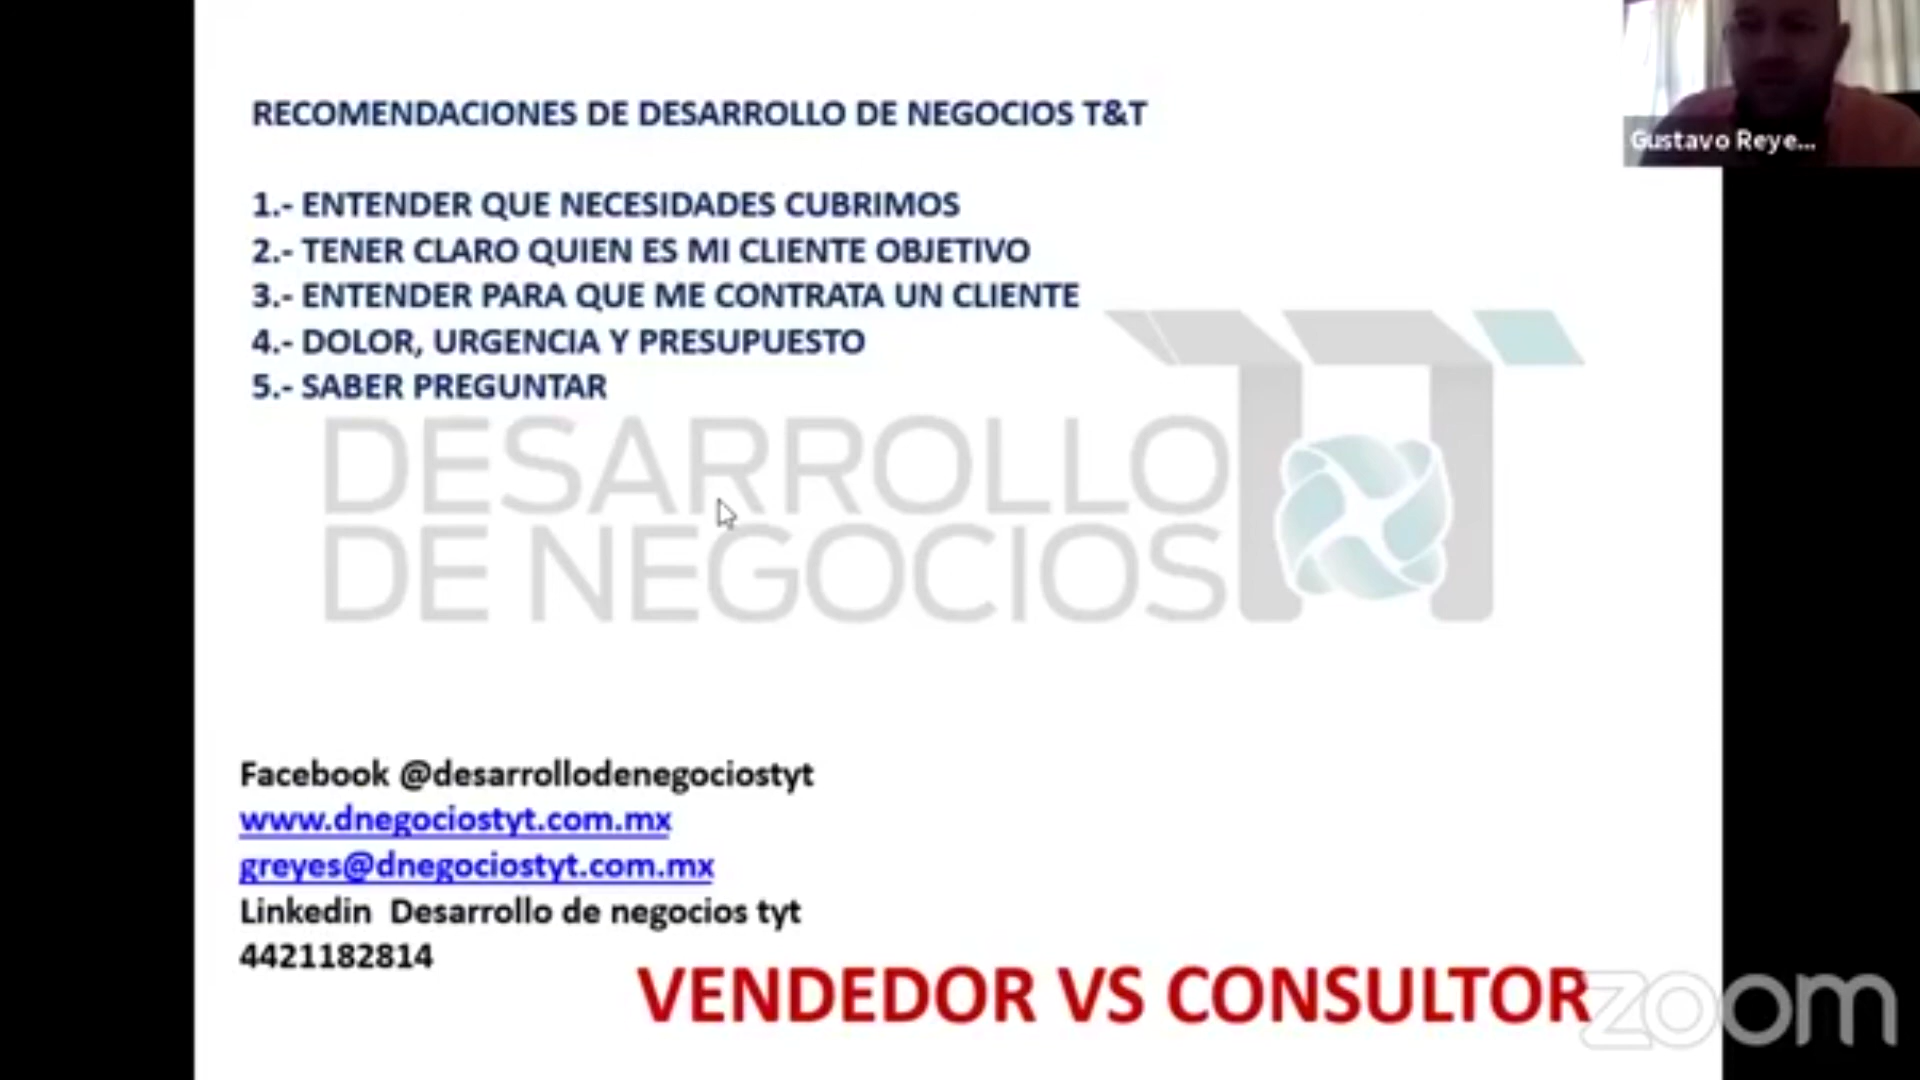 RECOMENDACIONES DE DESARROLLO DE NEGOCIOS T&T
Gustavo Reye...
1.- ENTENDER QUE NECESIDADES CUBRIMOS
2.- TENER CLARO QUIEN ES MI CLIENTE OBJETIVO
3.- ENTENDER PARA QUE ME CONTRATA UN CLIENTE
4.- DOLOR, URGENCIA Y PRESUPUESTO
5.- SABER PREGUNTAR
DESARROLLO
DE NEGOCIOS
TT
Facebook @desarrollodenegociostyt
www.dnegociostyt.com.mx
greyes@dnegociostyt.com.mx
Linkedin Desarrollo de negocios tyt
4421182814
VENDEDOR VS CONSULTOR
zoom